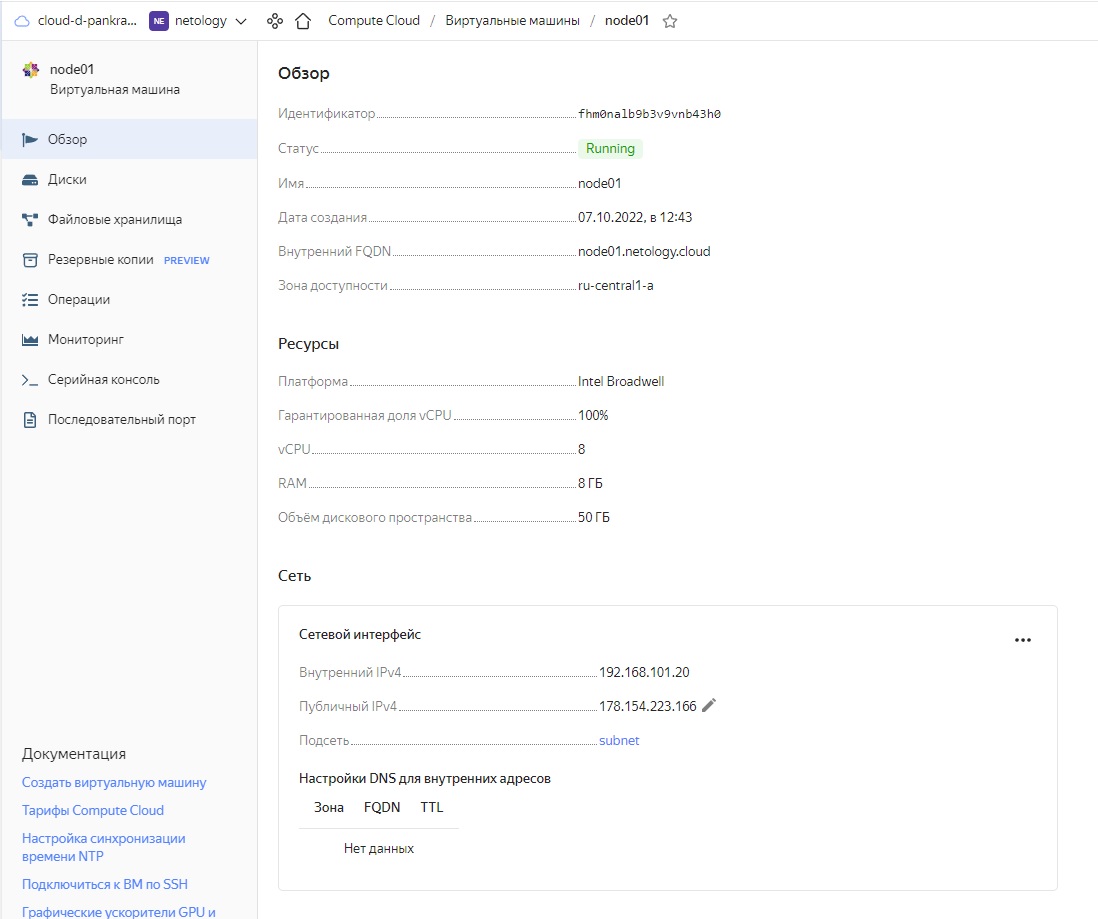 cloud-d-pankra... NE netology Compute Cloud / Виртуальные машины / node01
node01
Виртуальная машина
Обзор
Диски
Файловые хранилища
Резервные копии PREVIEW
Операции
Мониторинг
Серийная консоль
Последовательный порт
Документация
Создать виртуальную машину
Тарифы Compute Cloud
Настройка синхронизации
времени NTP
Подключиться к ВМ по SSH
Графические ускорители GPU и
Обзор
Идентификатор fhm0nalb9b3v9vnb43h0
Статус Running
Имя node01
Дата создания 07.10.2022, в 12:43
Внутренний FQDN node01.netology.cloud
Зона доступности ru-central1-a
Ресурсы
Платформа Intel Broadwell
Гарантированная доля vCPU 100%
vCPU 8
RAM 8 ГБ
Объём дискового пространства 50 ГБ
Сеть
Сетевой интерфейс
Внутренний IPv4 192.168.101.20
Публичный IPv4 178.154.223.166
Подсеть subnet
Настройки DNS для внутренних адресов
Зона FQDN TTL
Нет данных